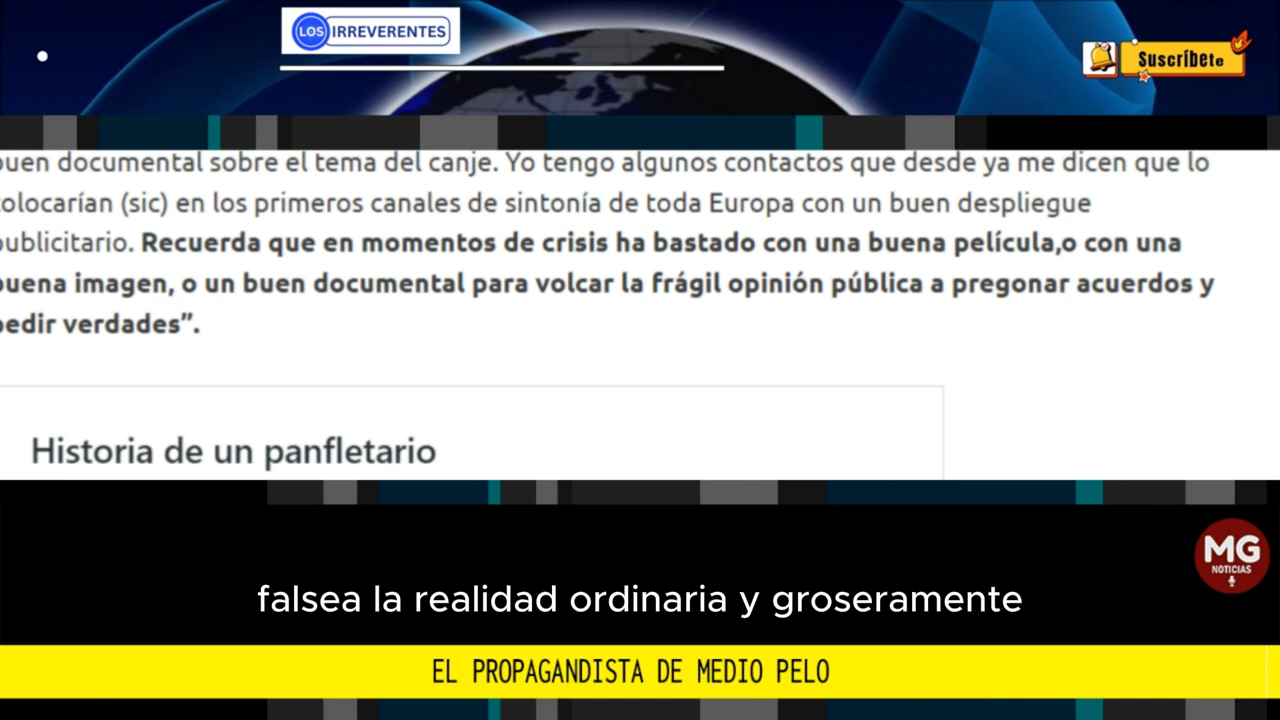 LOS IRREVERENTES
Suscríbete
buen documental sobre el tema del canje. Yo tengo algunos contactos que desde ya me dicen que lo
colocarían (sic) en los primeros canales de sintonía de toda Europa con un buen despliegue
publicitario. Recuerda que en momentos de crisis ha bastado con una buena película,o con una
buena imagen, o un buen documental para volcar la frágil opinión pública a pregonar acuerdos y
pedir verdades”.
Historia de un panfletario
MG
NOTICIAS
falsea la realidad ordinaria y groseramente
EL PROPAGANDISTA DE MEDIO PELO